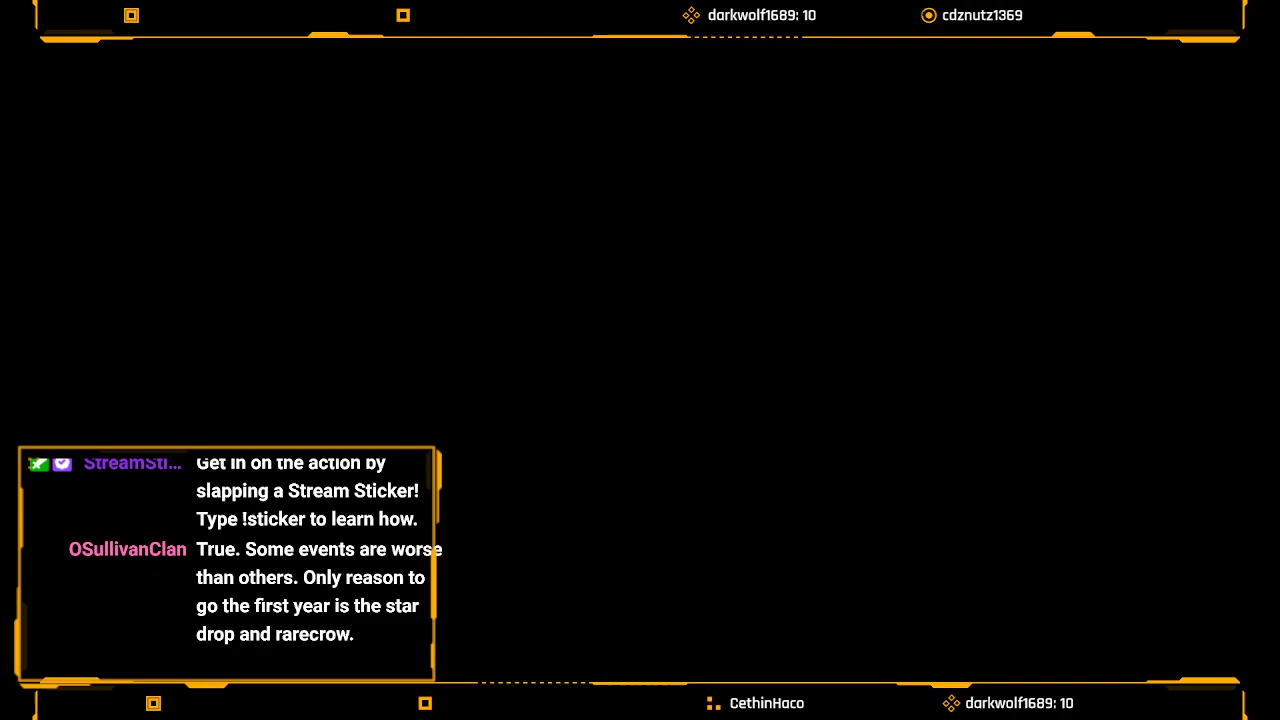 darkwolf1689: 10 cdznutz1369
StreamSti... Get in on the action by
slapping a Stream Sticker!
Type !sticker to learn how.
OSullivanClan True. Some events are worse
than others. Only reason to
go the first year is the star
drop and rarecrow.
CethinHaco darkwolf1689: 10